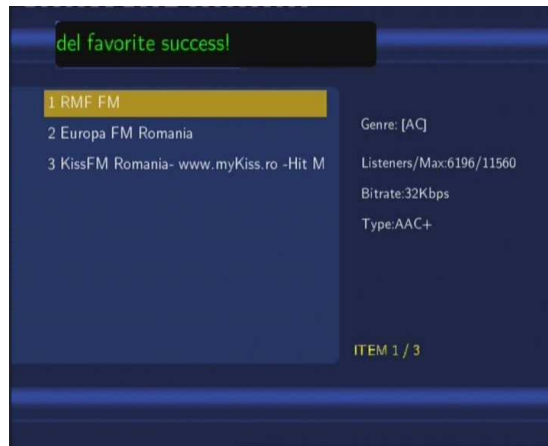 del favorite success!
1 RMF FM
2 Europa FM Romania
3 KissFM Romania- www.myKiss.ro -Hit M
Genre: [AC]
Listeners/Max:6196/11560
Bitrate:32Kbps
Type:AAC+
ITEM 1 / 3